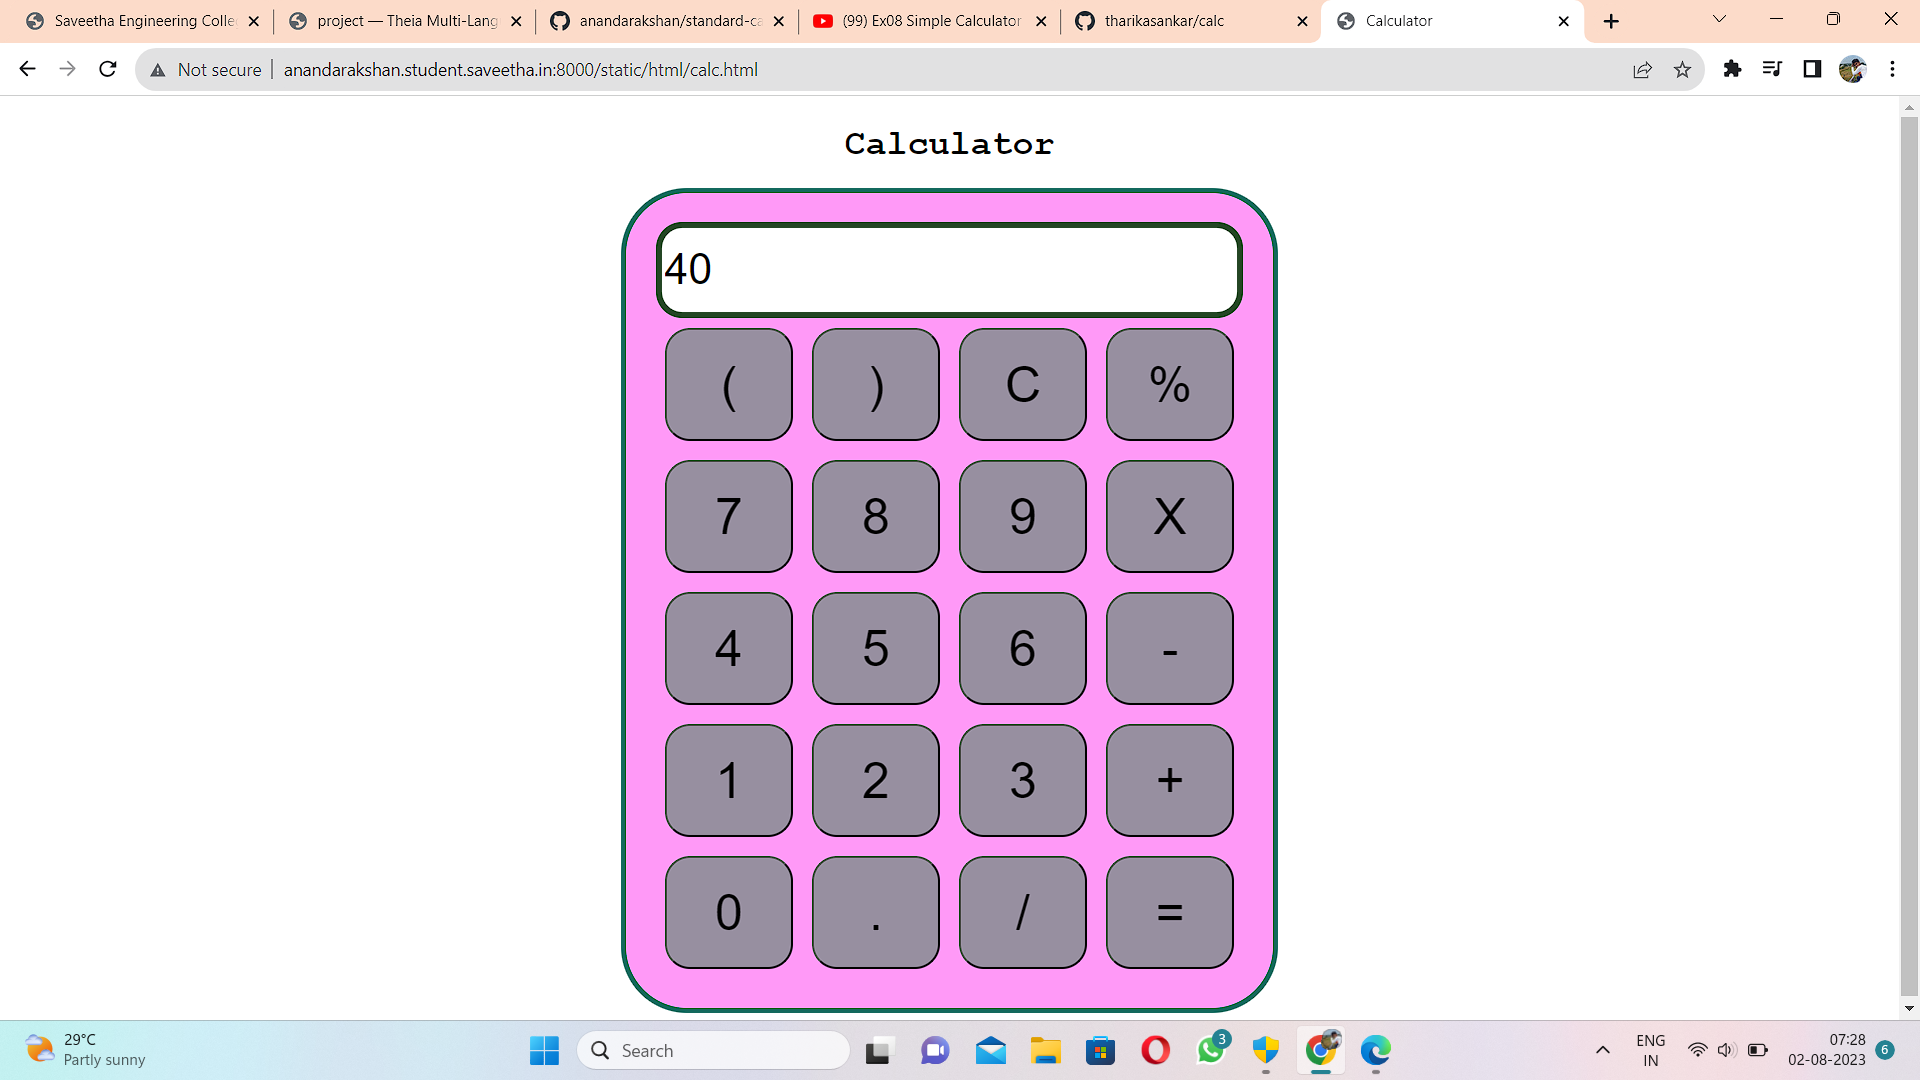 Saveetha Engineering Colle
project — Theia Multi-Lang
anandarakshan/standard-ca
(99) Ex08 Simple Calculator
tharikasankar/calc
Calculator
Not secure
anandarakshan.student.saveetha.in:8000/static/html/calc.html
Calculator
40
( ) C %
7 8 9 X
4 5 6 -
1 2 3 +
0 . / =
29°C
Partly sunny
Search
3
ENG
IN
07:28
02-08-2023
6